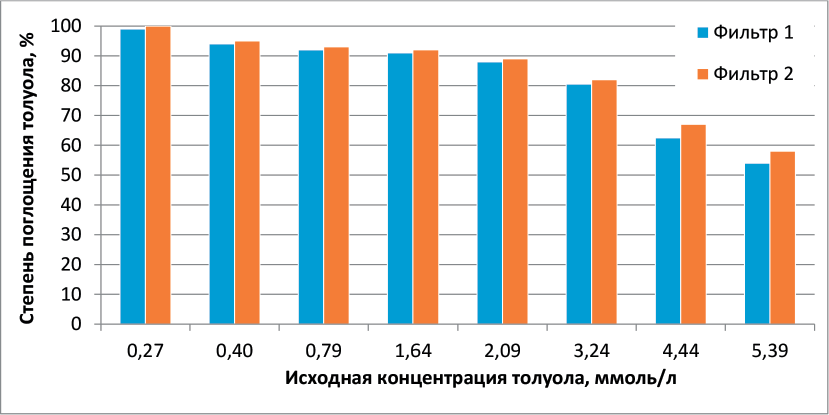 Степень поглощения толуола, %
100
90
80
70
60
50
40
30
20
10
0
Фильтр 1
Фильтр 2
0,27 0,40 0,79 1,64 2,09 3,24 4,44 5,39
Исходная концентрация толуола, ммоль/л